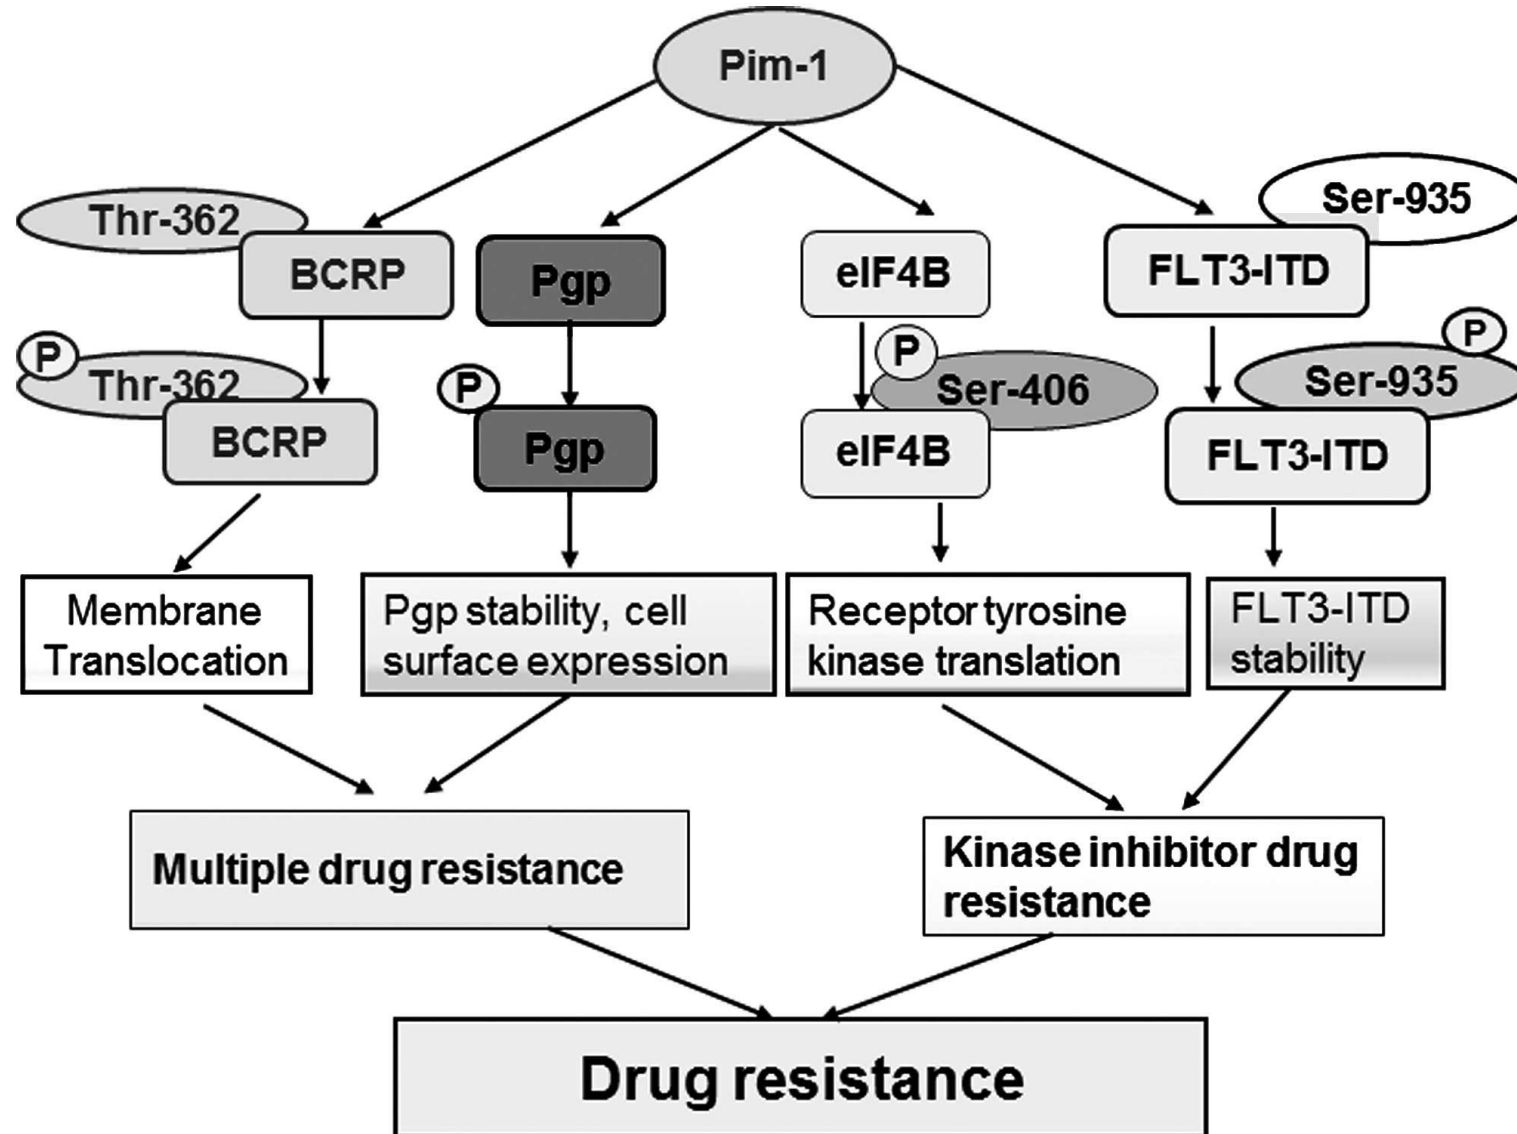 Pim-1
Thr-362
BCRP
Pgp
eIF4B
FLT3-ITD
Ser-935
P
Thr-362
BCRP
P
Pgp
P
Ser-406
eIF4B
P
Ser-935
FLT3-ITD
Membrane
Translocation
Pgp stability, cell
surface expression
Receptor tyrosine
kinase translation
FLT3-ITD
stability
Multiple drug resistance
Kinase inhibitor drug
resistance
Drug resistance